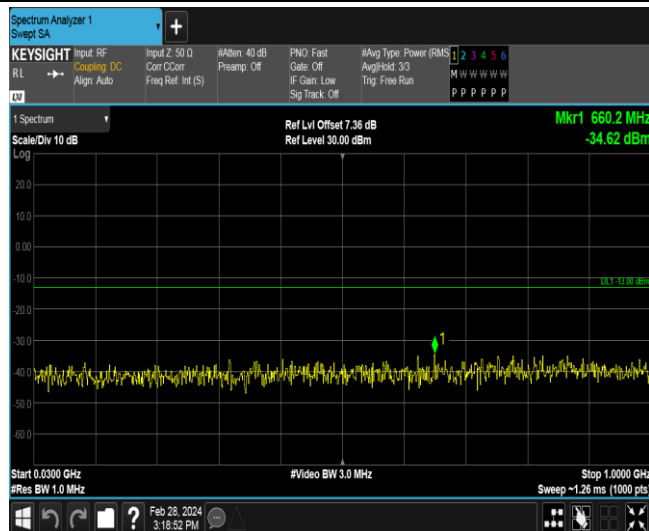 Spectrum Analyzer 1
Swept SA
+
KEYSIGHT
RL
Input: RF
Coupling: DC
Align: Auto
Input Z: 50 Ω
Corr CCorr
Freq Ref: Int (S)
#Atten: 40 dB
Preamp: Off
PNO: Fast
Gate: Off
IF Gain: Low
Sig Track: Off
#Avg Type: Power (RMS
Avg|Hold: 3/3
Trig: Free Run
1 2 3 4 5 6
M W W W W W
P P P P P P
1 Spectrum
Scale/Div 10 dB
Ref Lvl Offset 7.36 dB
Ref Level 30.00 dBm
Mkr1 660.2 MHz
-34.62 dBm
Log
20.0
10.0
0.00
-10.0
DL1 -13.00 dBm
-20.0
-30.0
1
-40.0
-50.0
-60.0
Start 0.0300 GHz
#Video BW 3.0 MHz
Stop 1.0000 GHz
#Res BW 1.0 MHz
Sweep ~1.26 ms (1000 pts)
?
Feb 28, 2024
3:18:52 PM